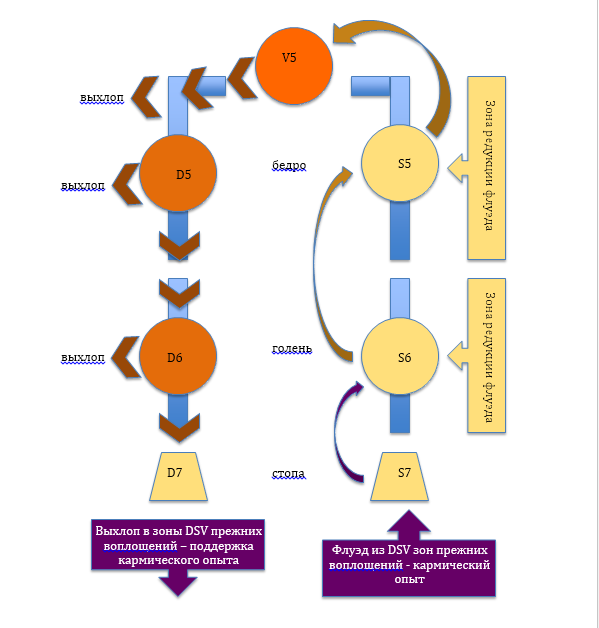 V5
выхлоп
Зона редукции флуэда
бедро
S5
D5
выхлоп
Зона редукции флуэда
голень
S6
D6
выхлоп
D7
стопа
S7
Выхлоп в зоны DSV прежних
воплощений – поддержка
кармического опыта
Флуэд из DSV зон прежних
воплощений - кармический
опыт